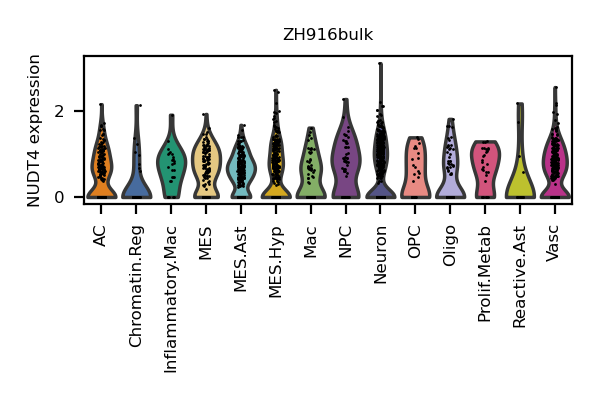 ZH916bulk
NUDT4 expression
2
0
AC
Chromatin.Reg
Inflammatory.Mac
MES
MES.Ast
MES.Hyp
Mac
NPC
Neuron
OPC
Oligo
Prolif.Metab
Reactive.Ast
Vasc